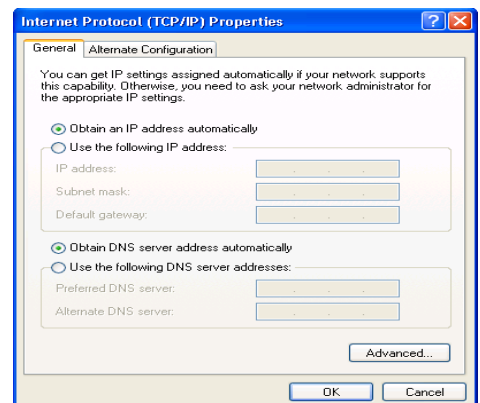 Internet Protocol (TCP/IP) Properties
General Alternate Configuration
You can get IP settings assigned automatically if your network supports
this capability. Otherwise, you need to ask your network administrator for
the appropriate IP settings.
Obtain an IP address automatically
Use the following IP address:
IP address:
Subnet mask:
Default gateway:
Obtain DNS server address automatically
Use the following DNS server addresses:
Preferred DNS server:
Alternate DNS server:
Advanced...
OK Cancel